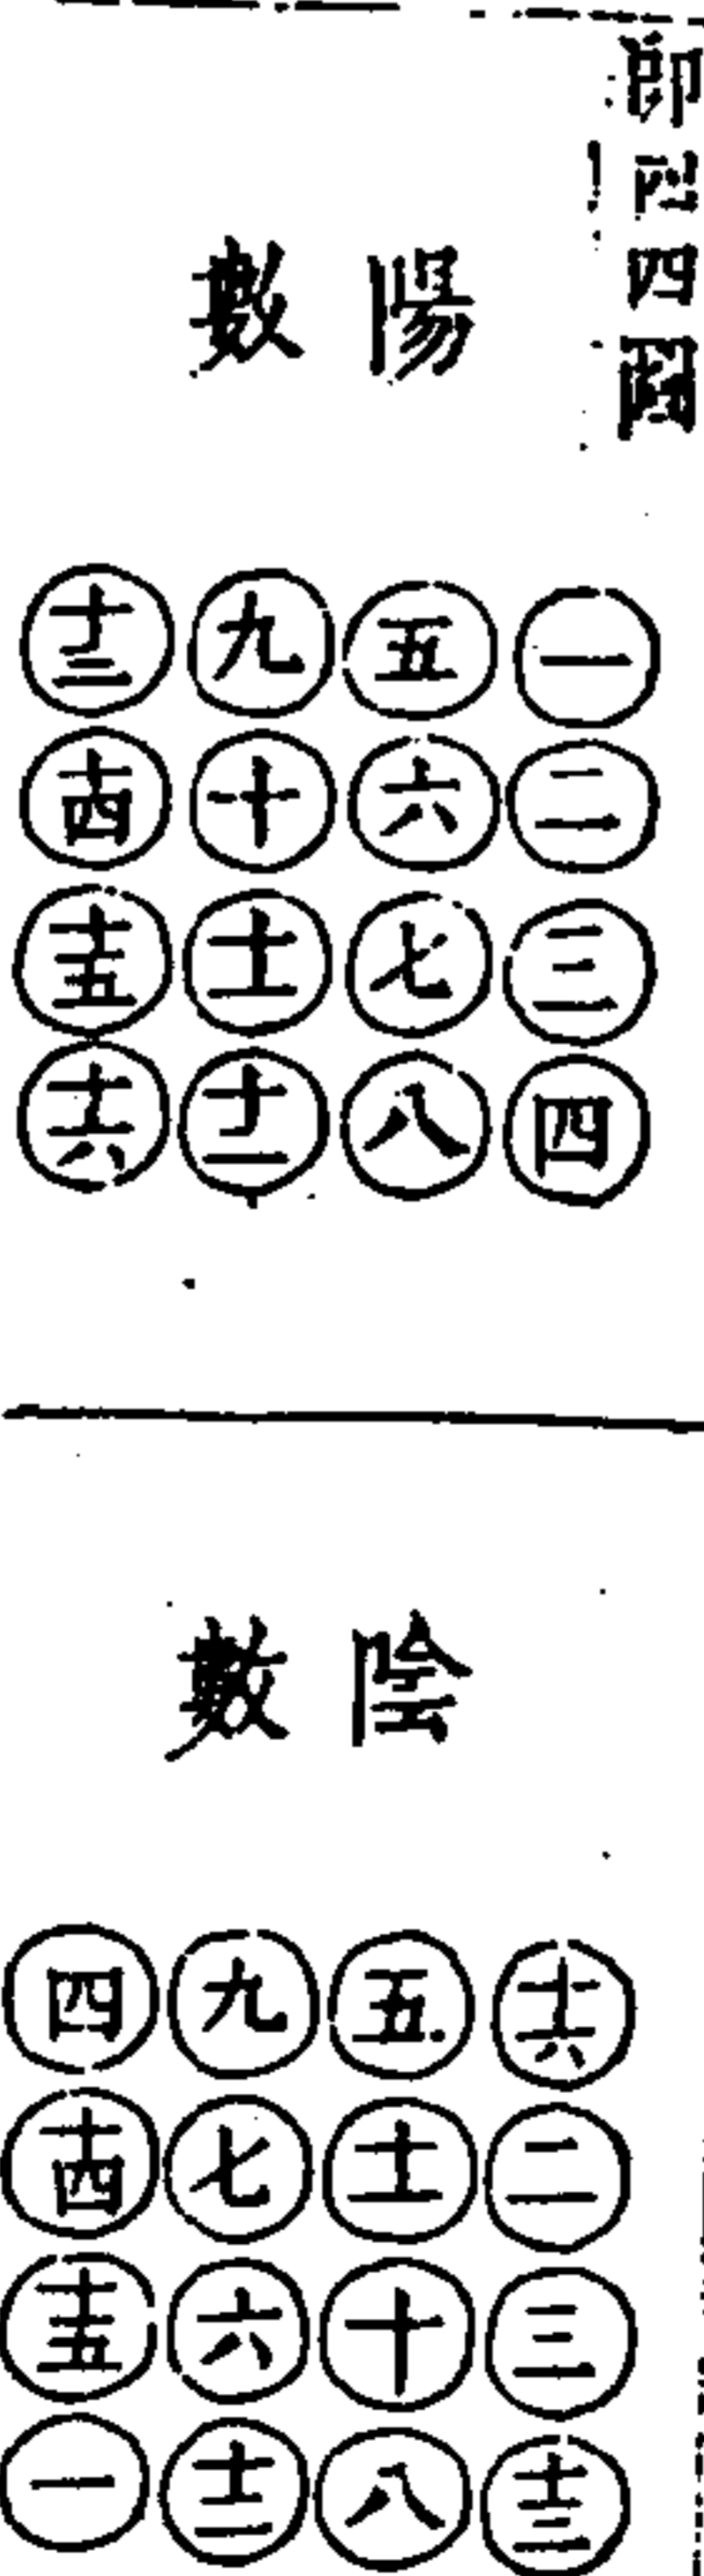 即四四圖
陽數
一二三四
五六七八
九十十一十二
十三十四十五十六
陰數
十六二三十三
五十一十八
九七六十二
四十四十五一